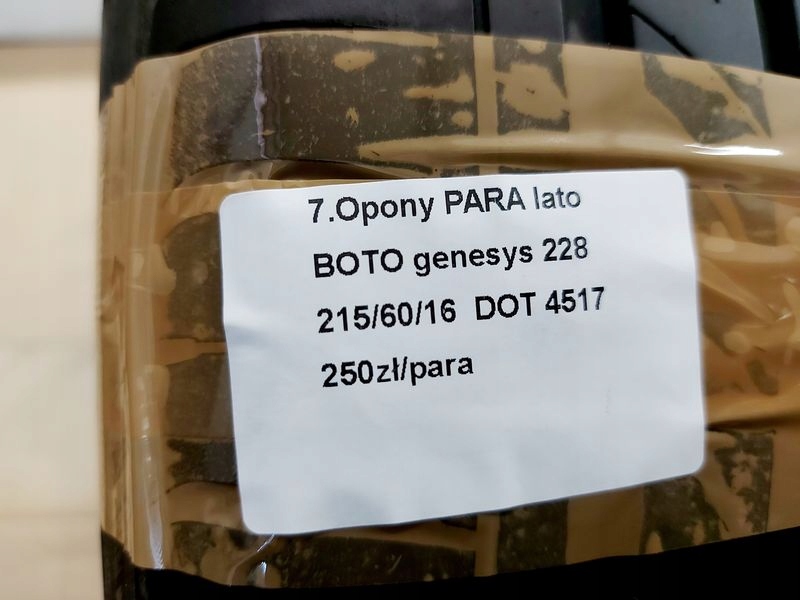 7.Opony PARA lato
BOTO genesys 228
215/60/16 DOT 4517
250zł/para